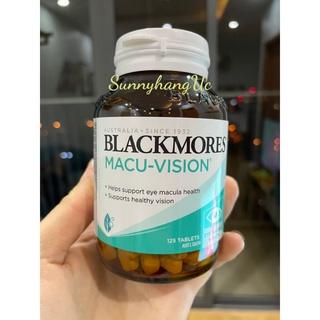 SunnyhangUc
AUSTRALIA • SINCE 1932
BLACKMORES
MACU-VISION®
• Helps support eye macula health
• Supports healthy vision
125 TABLETS